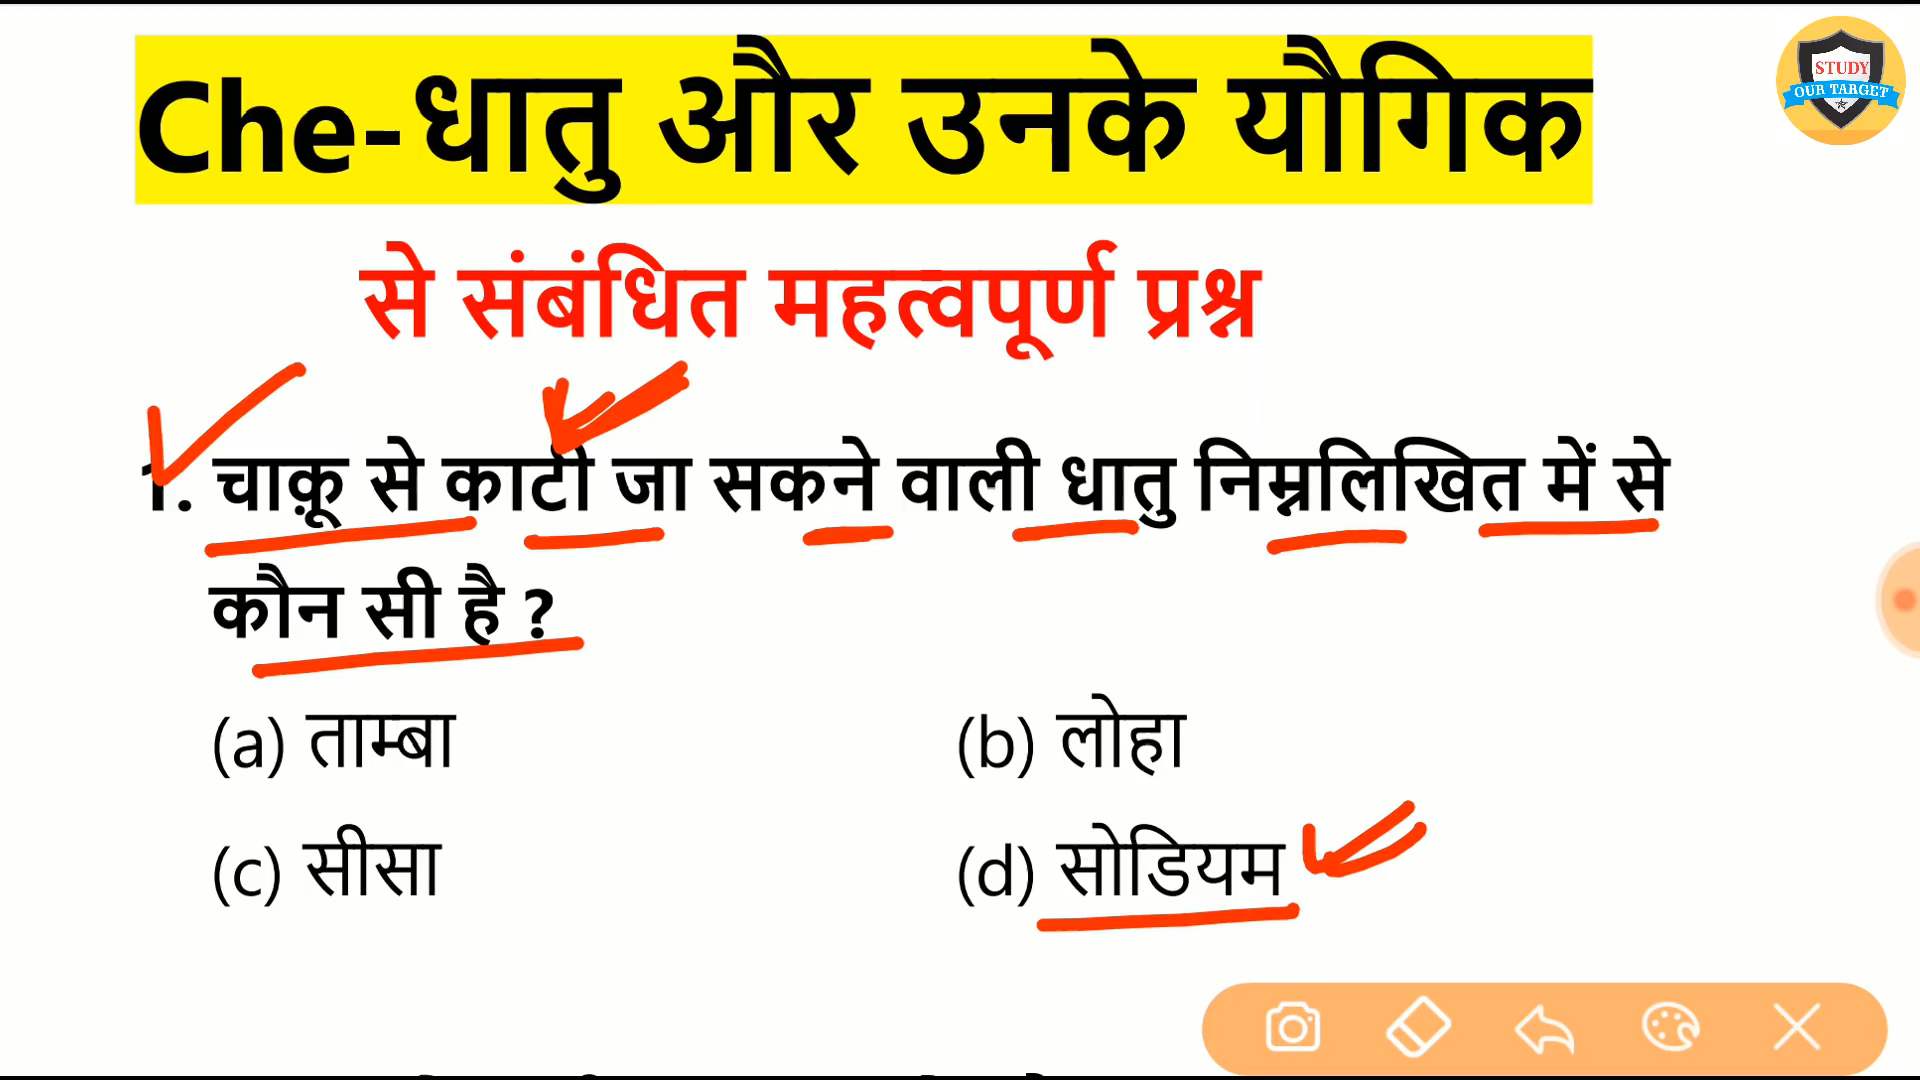 Che-धातु और उनके यौगिक
STUDY
OUR TARGET
से संबंधित महत्वपूर्ण प्रश्न
1. चाक़ू से काटी जा सकने वाली धातु निम्नलिखित में से
कौन सी है ?
(a) ताम्बा
(b) लोहा
(c) सीसा
(d) सोडियम